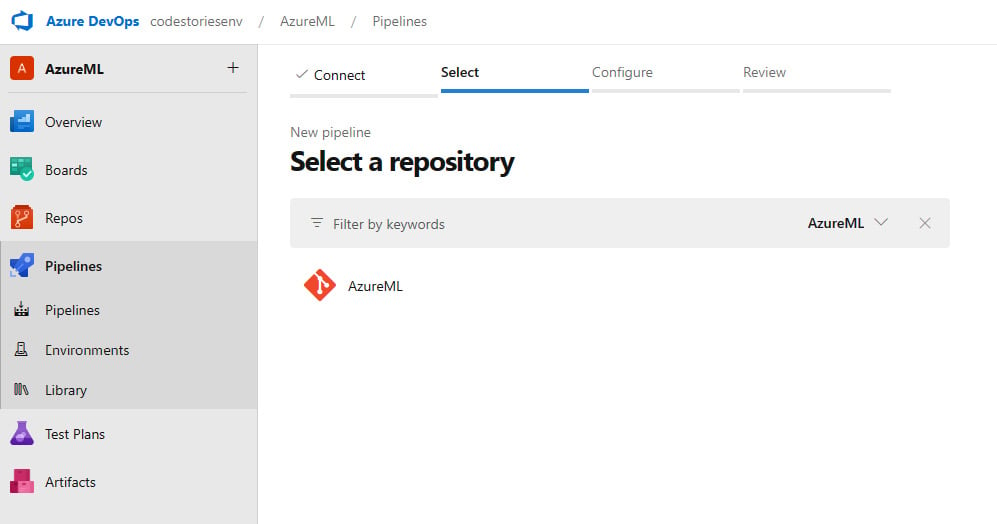 Azure DevOps codestoriesenv / AzureML / Pipelines
A AzureML +
Overview
Boards
Repos
Pipelines
Pipelines
Environments
Library
Test Plans
Artifacts
Connect Select Configure Review
New pipeline
Select a repository
Filter by keywords AzureML
AzureML